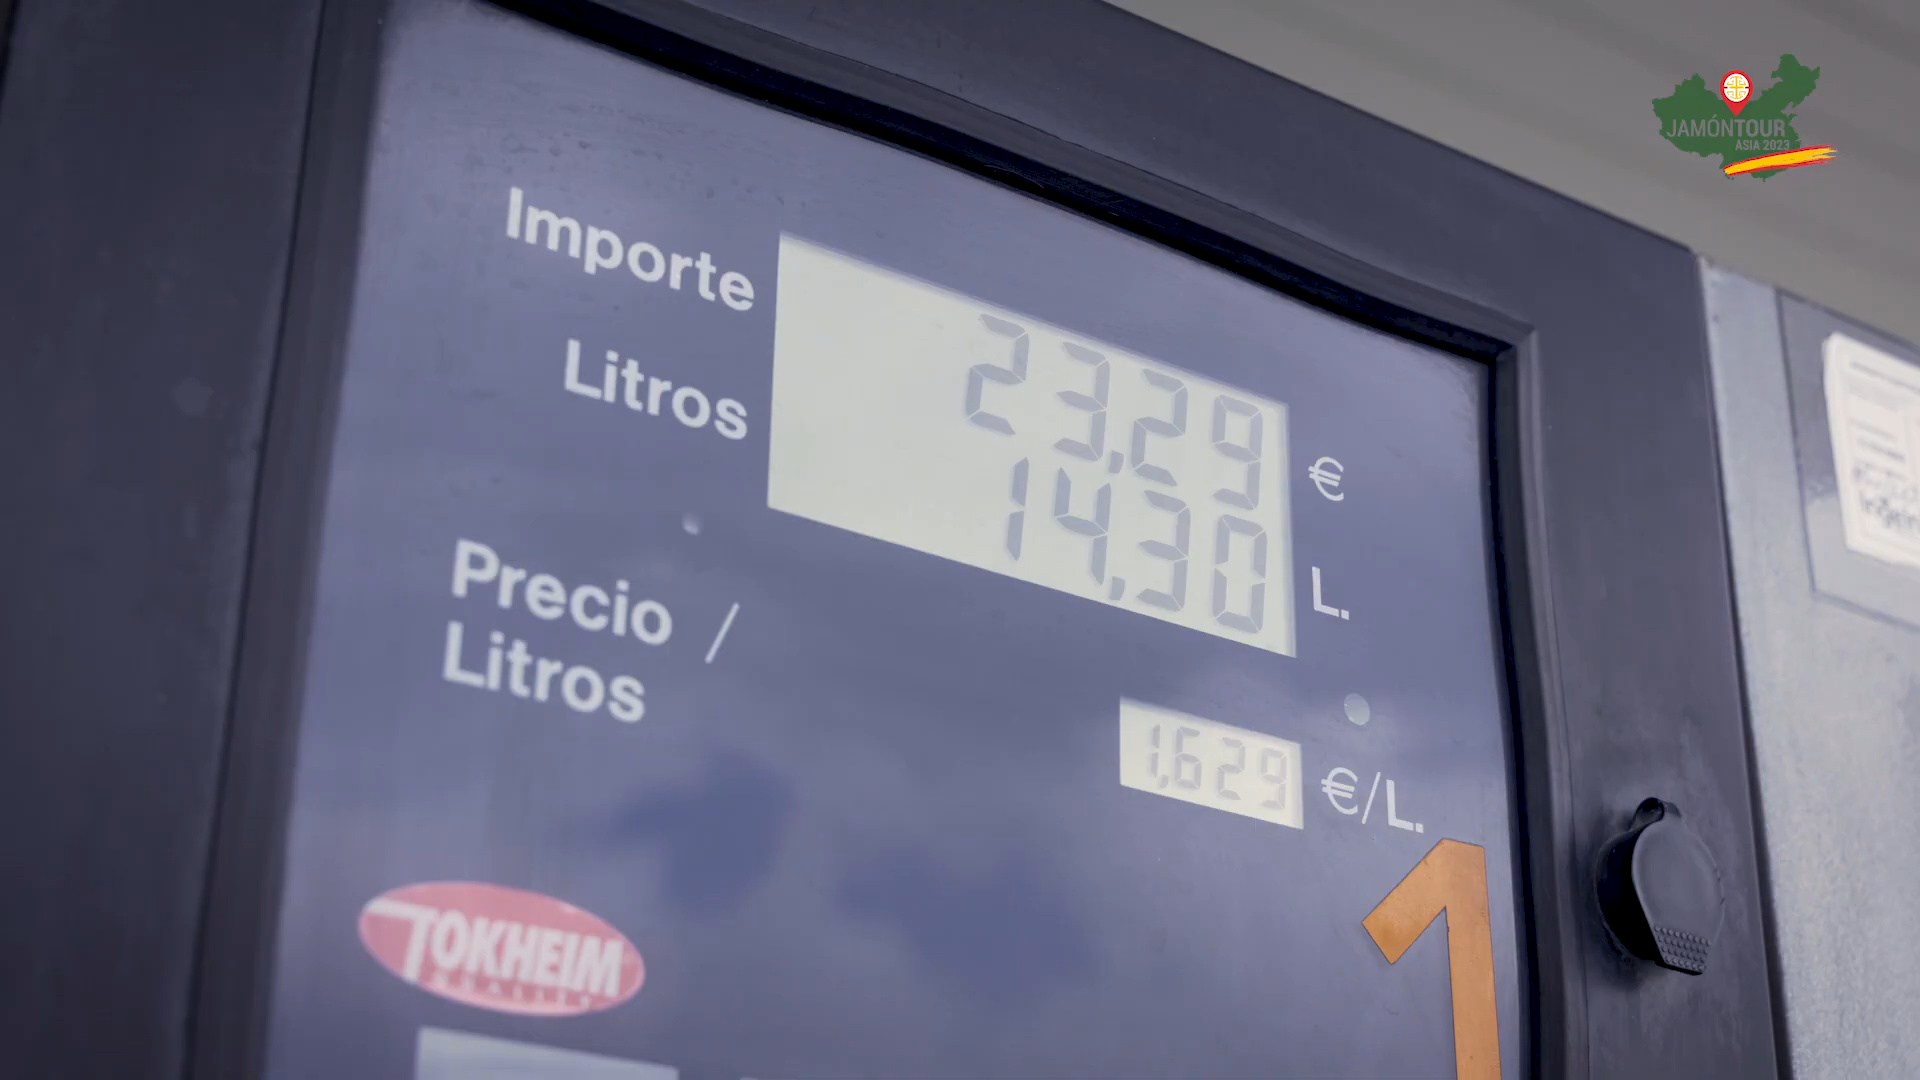 JAMÓNTOUR
ASIA 2023
Importe 23,29 €
Litros 14,30 L.
Precio /
Litros
1,629 €/L.
TOKHEIM
1